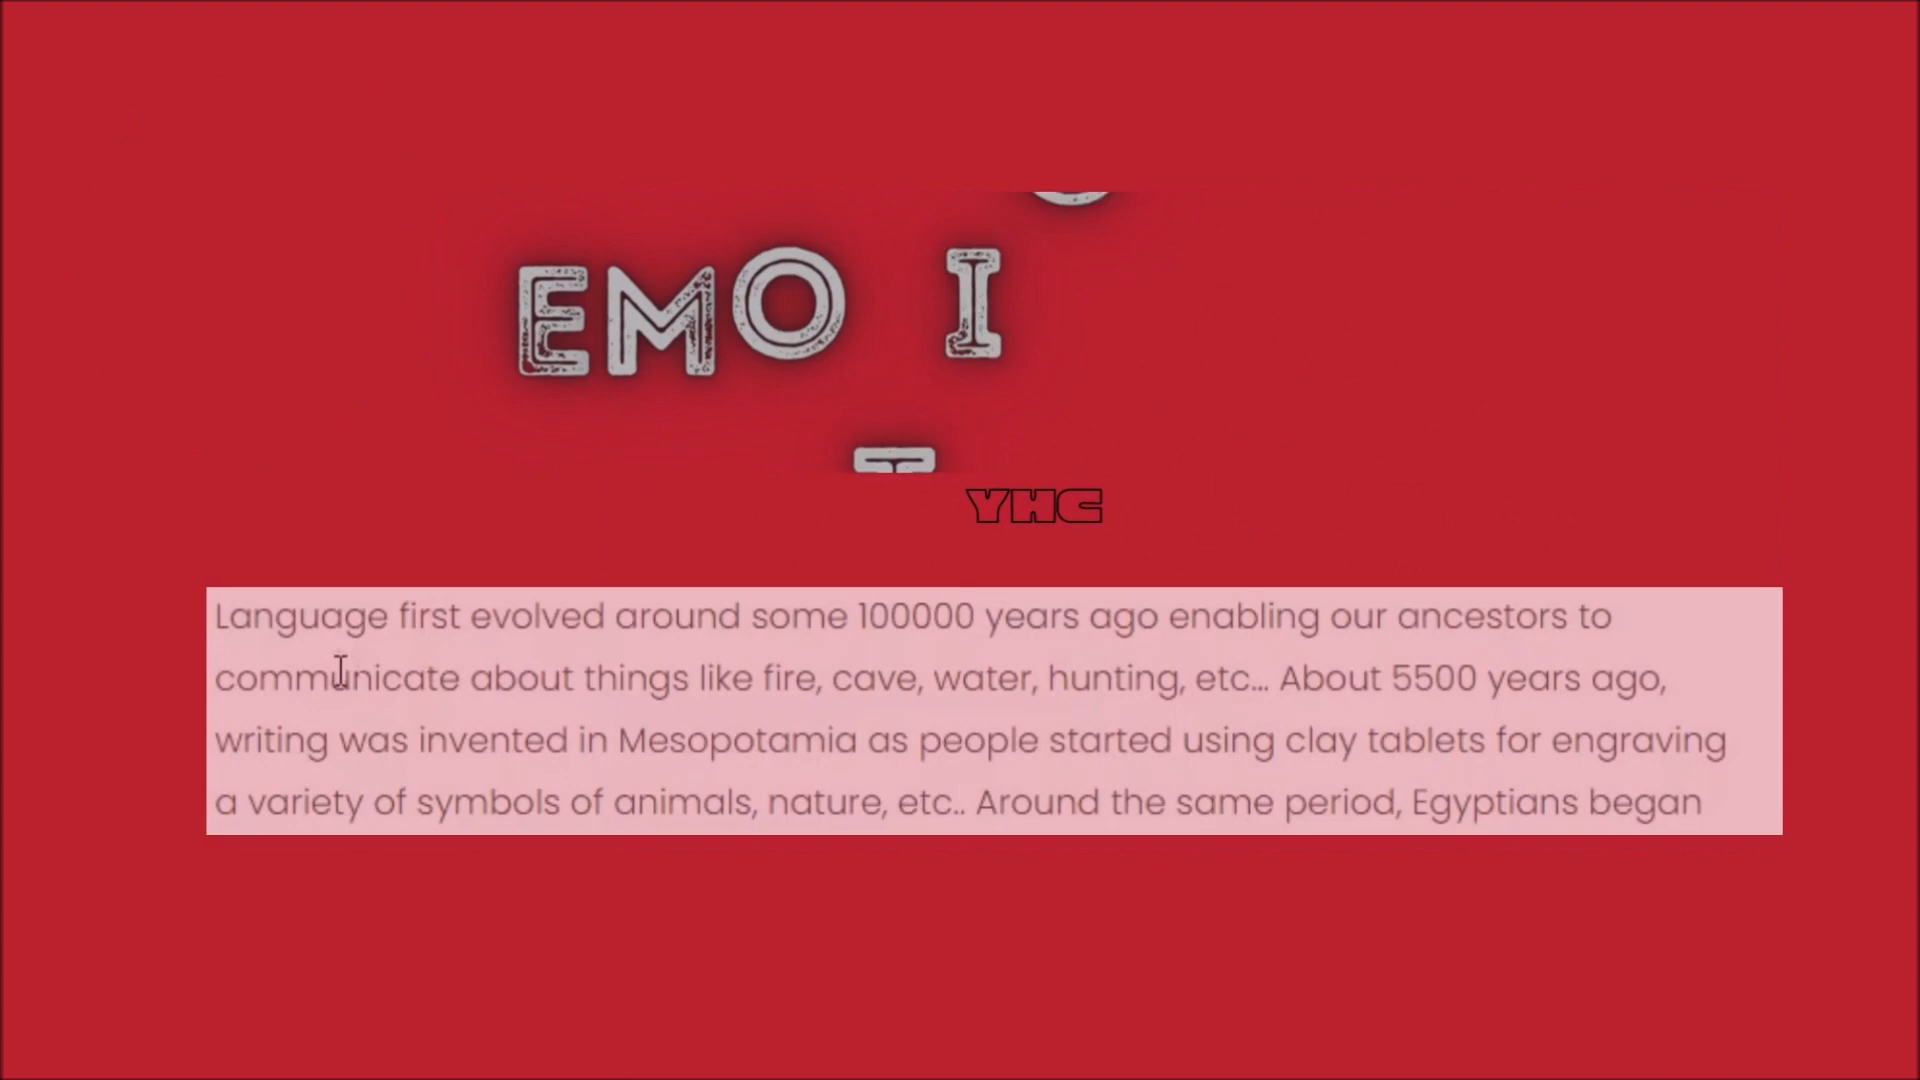 EMO I
YHC
Language first evolved around some 100000 years ago enabling our ancestors to
communicate about things like fire, cave, water, hunting, etc... About 5500 years ago,
writing was invented in Mesopotamia as people started using clay tablets for engraving
a variety of symbols of animals, nature, etc.. Around the same period, Egyptians began